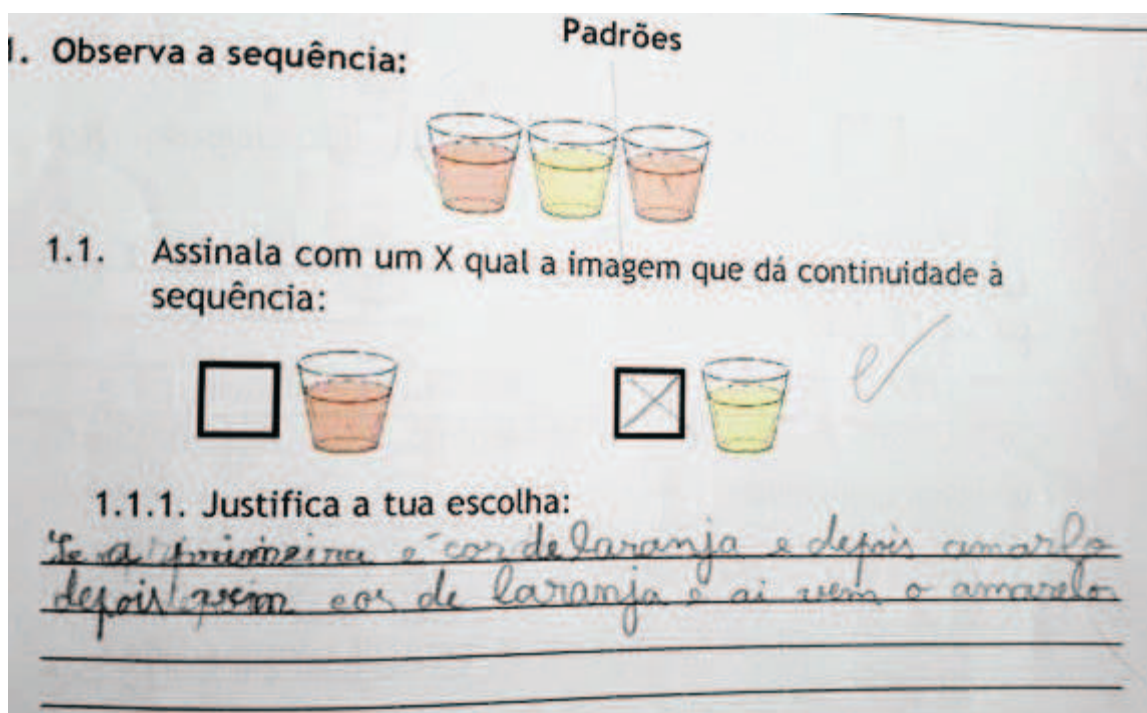 Padrões
1. Observa a sequência:
1.1. Assinala com um X qual a imagem que dá continuidade à
sequência:
1.1.1. Justifica a tua escolha:
Se a primeira e cor de laranja e depois amarlo
depois vem cor de laranja e ai vem o amarelo